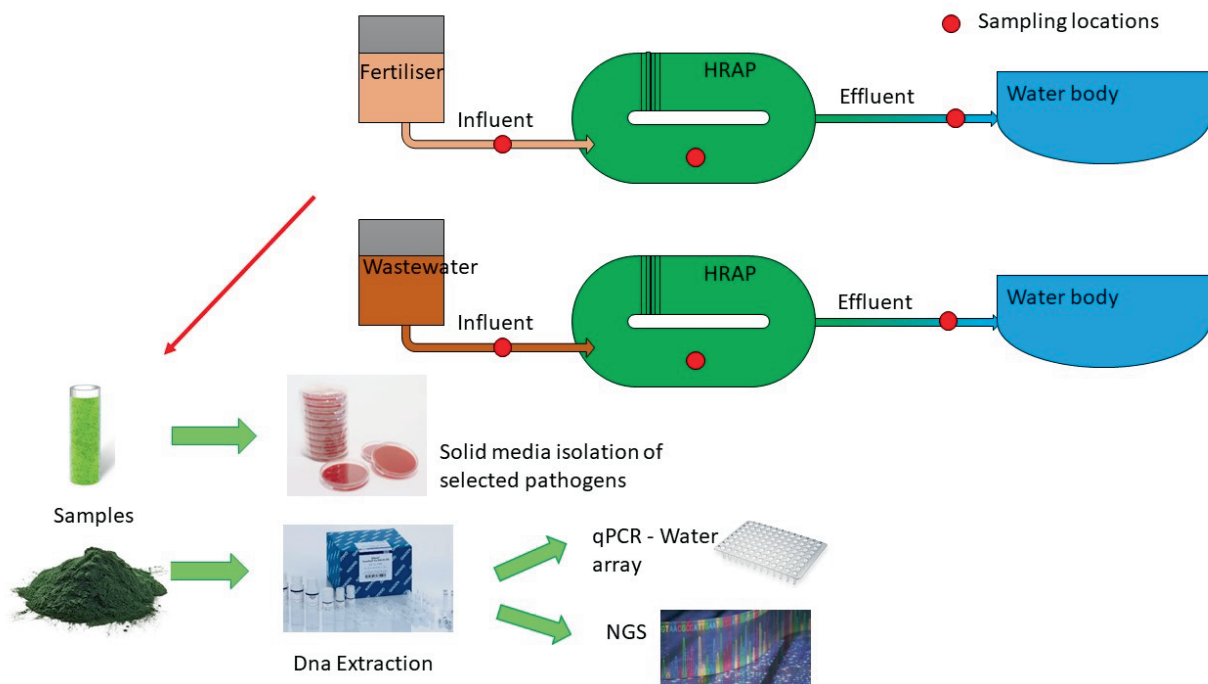 Sampling locations
Fertiliser
HRAP
Effluent
Water body
Influent
Wastewater
HRAP
Effluent
Water body
Influent
Solid media isolation of
selected pathogens
Samples
qPCR - Water
array
NGS
Dna Extraction